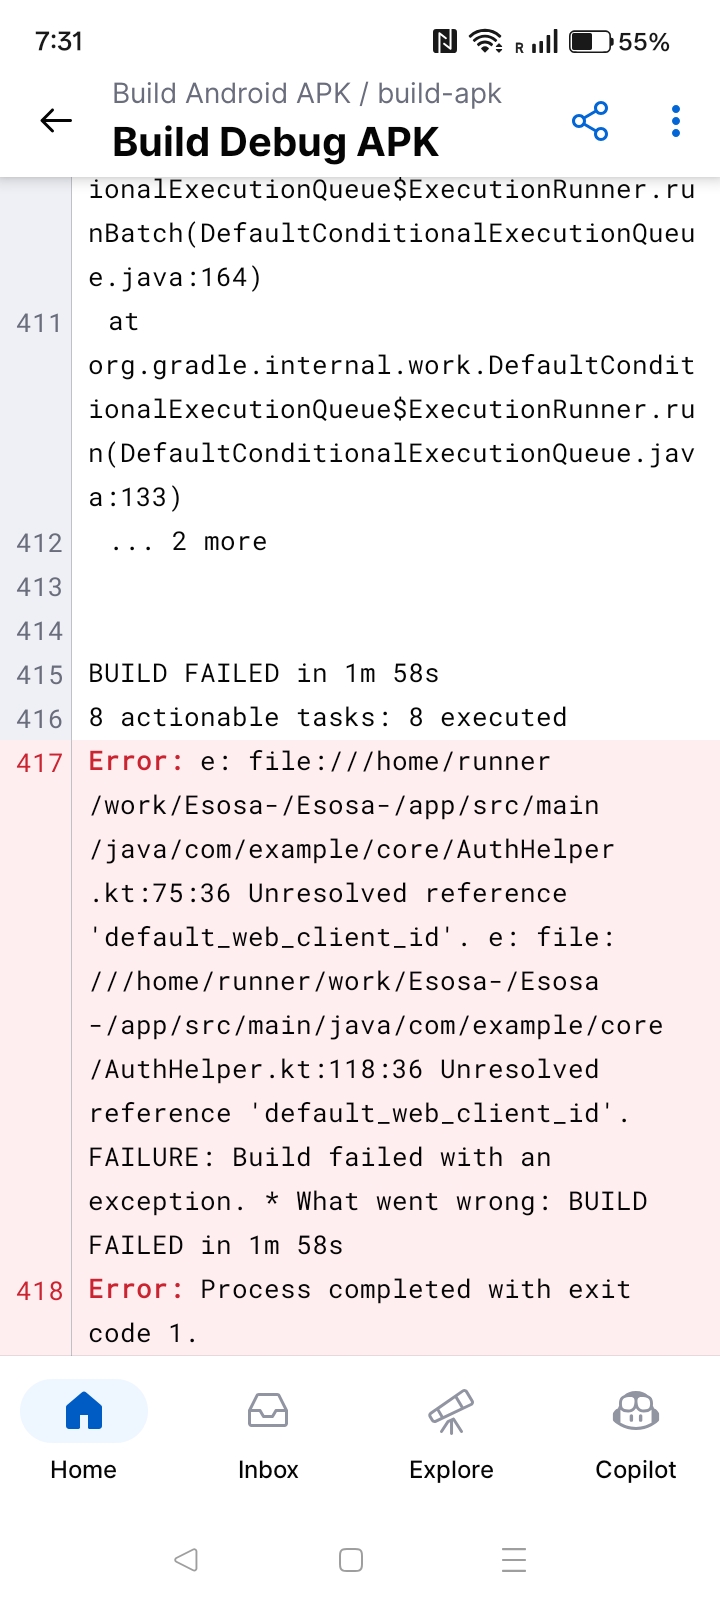 7:31
R
55%
Build Android APK / build-apk
Build Debug APK
ionalExecutionQueue$ExecutionRunner.ru
nBatch(DefaultConditionalExecutionQueu
e.java:164)
411 at
org.gradle.internal.work.DefaultCondit
ionalExecutionQueue$ExecutionRunner.ru
n(DefaultConditionalExecutionQueue.jav
a:133)
412 ... 2 more
413
414
415 BUILD FAILED in 1m 58s
416 8 actionable tasks: 8 executed
417 Error: e: file:///home/runner
/work/Esosa-/Esosa-/app/src/main
/java/com/example/core/AuthHelper
.kt:75:36 Unresolved reference
'default_web_client_id'. e: file:
///home/runner/work/Esosa-/Esosa
-/app/src/main/java/com/example/core
/AuthHelper.kt:118:36 Unresolved
reference 'default_web_client_id'.
FAILURE: Build failed with an
exception. * What went wrong: BUILD
FAILED in 1m 58s
418 Error: Process completed with exit
code 1.
Home
Inbox
Explore
Copilot